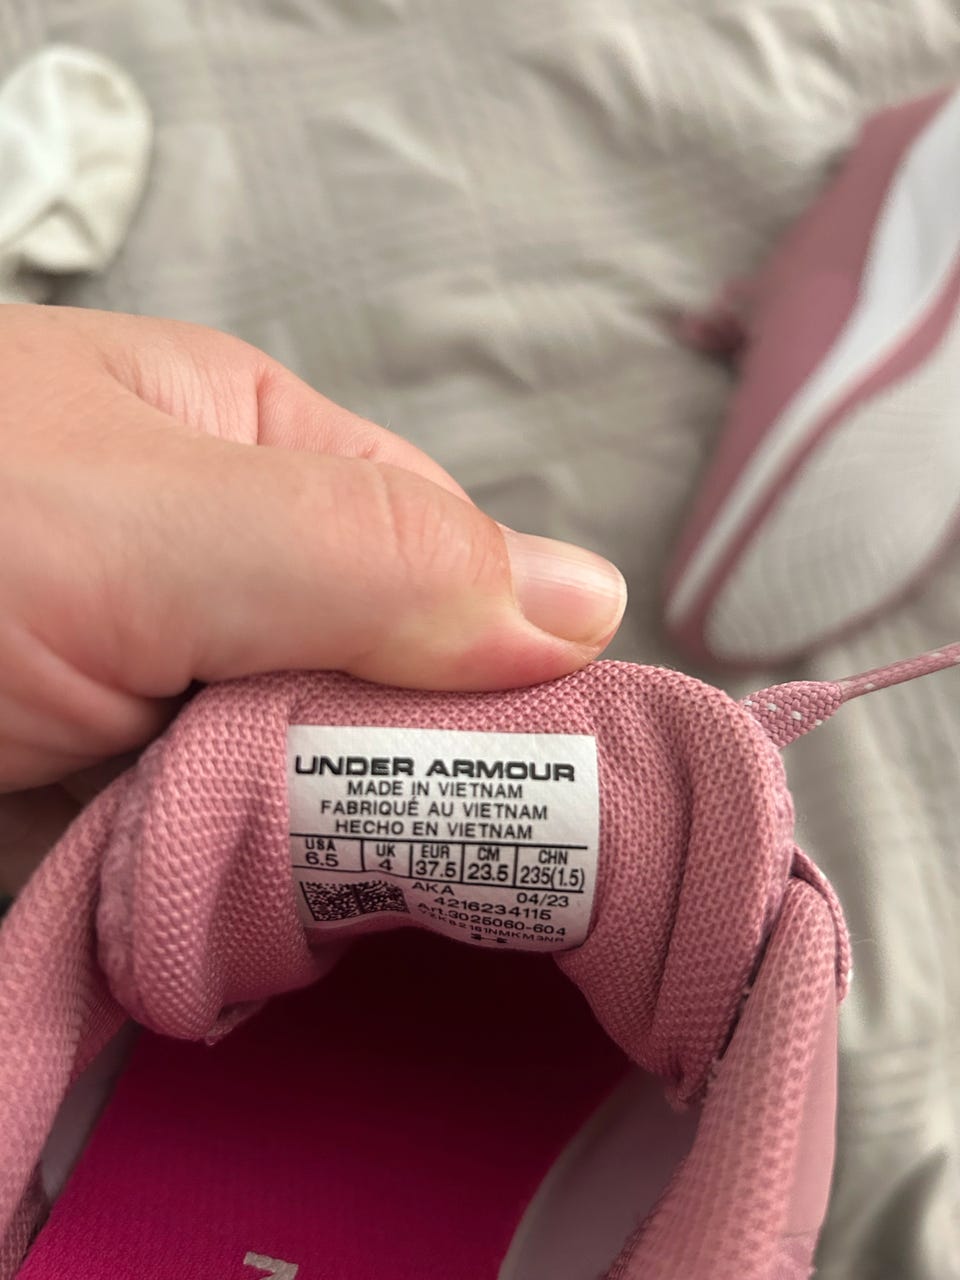 UNDER ARMOUR
MADE IN VIETNAM
FABRIQUÉ AU VIETNAM
HECHO EN VIETNAM
USA UK EUR CM CHN
6.5 4 37.5 23.5 235(1.5)
AKA 04/23
4216234115
Art.3025060-604